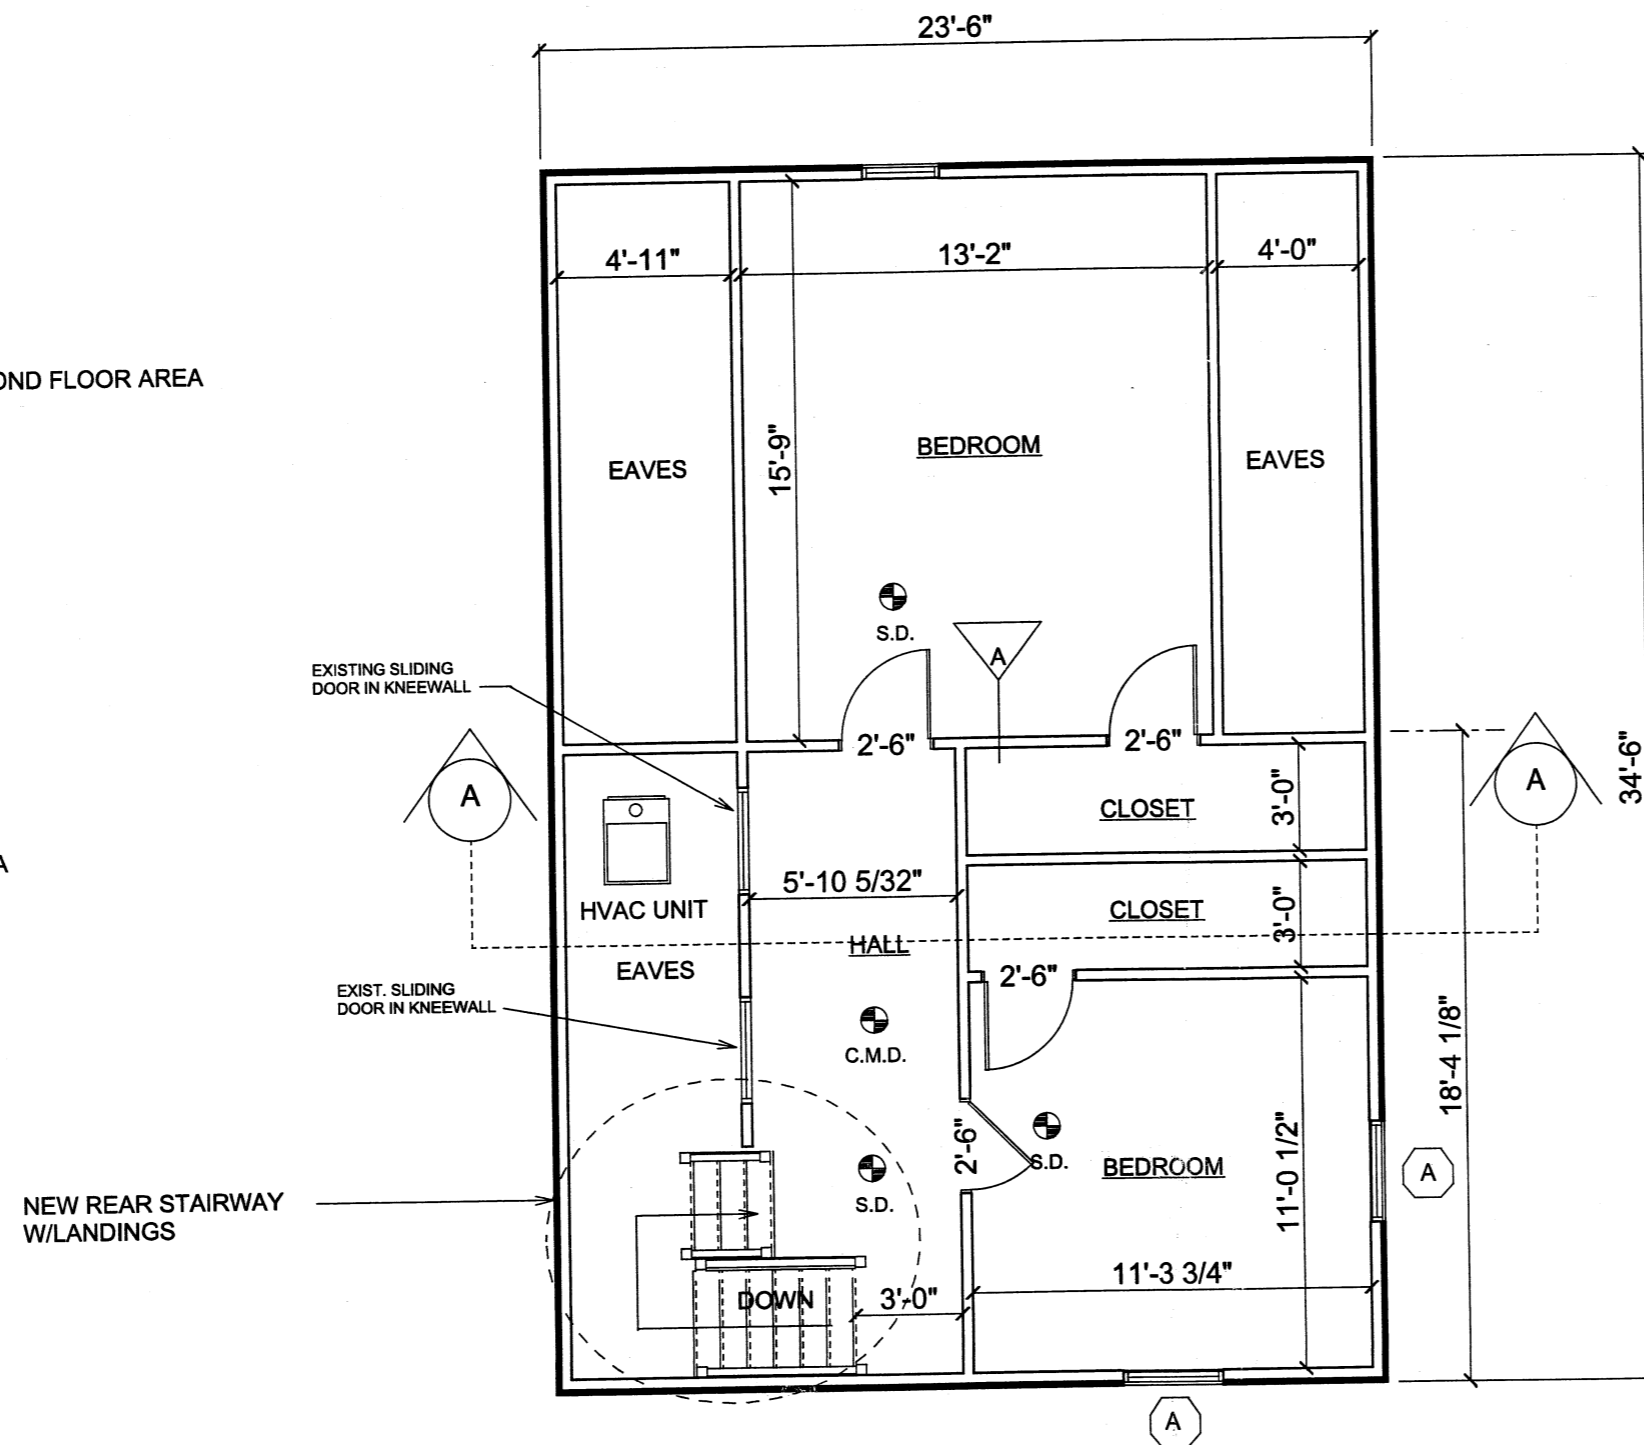 23'-6"
4'-11"
13'-2"
4'-0"
OND FLOOR AREA
15'-9"
BEDROOM
EAVES
EAVES
S.D.
A
EXISTING SLIDING
DOOR IN KNEEWALL
2'-6"
2'-6"
34'-6"
A
A
CLOSET
3'-0"
A
5'-10 5/32"
HVAC UNIT
CLOSET
3'-0"
HALL
EAVES
2'-6"
EXIST. SLIDING
DOOR IN KNEEWALL
C.M.D.
18'-4 1/8"
2'-6"
S.D.
BEDROOM
11'-0 1/2"
A
S.D.
NEW REAR STAIRWAY
W/LANDINGS
11'-3 3/4"
DOWN
3'-0"
A